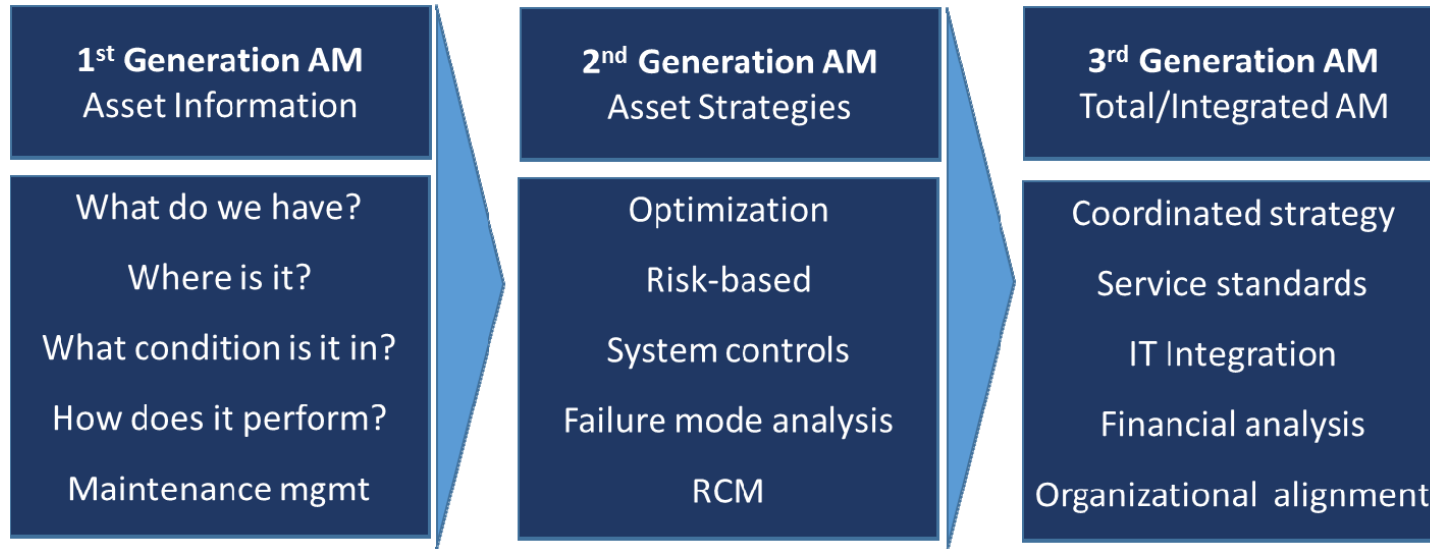 1st Generation AM
Asset Information
What do we have?
Where is it?
What condition is it in?
How does it perform?
Maintenance mgmt
2nd Generation AM
Asset Strategies
Optimization
Risk-based
System controls
Failure mode analysis
RCM
3rd Generation AM
Total/Integrated AM
Coordinated strategy
Service standards
IT Integration
Financial analysis
Organizational alignment